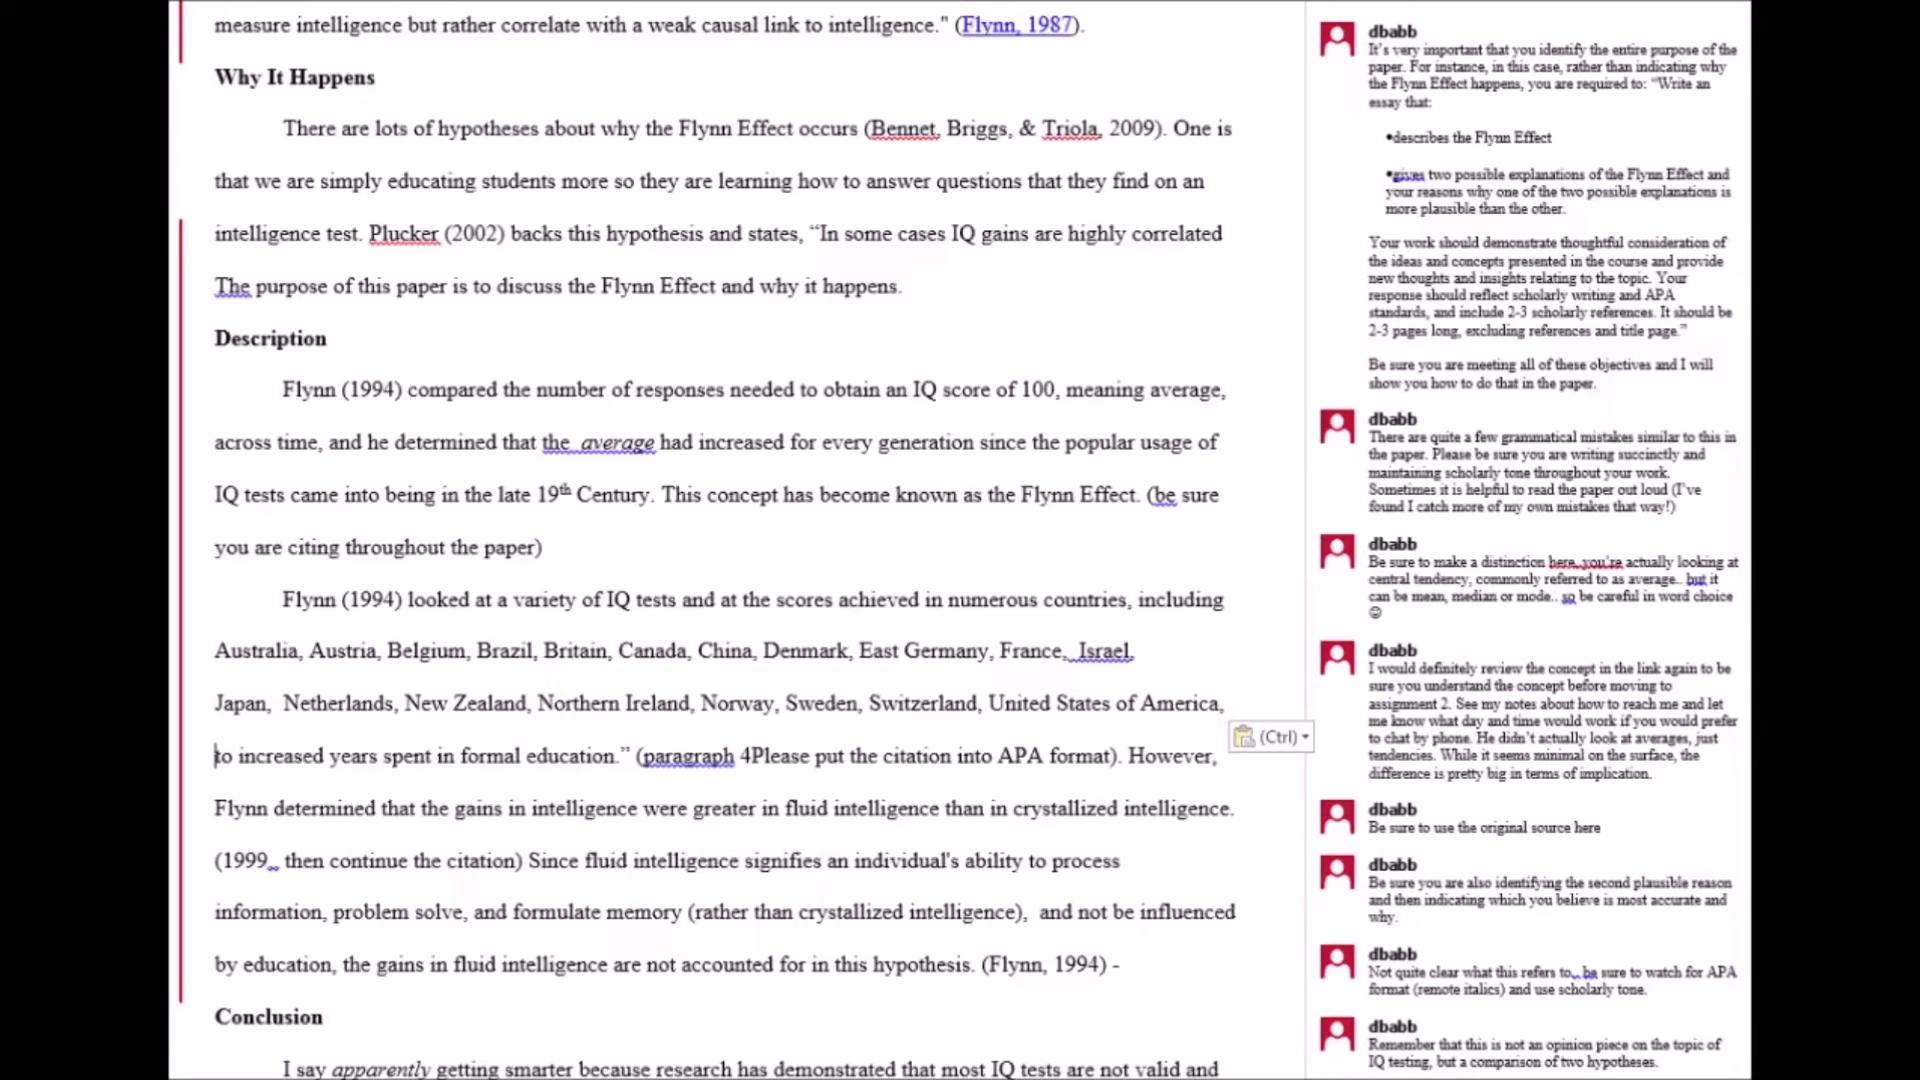 measure intelligence but rather correlate with a weak causal link to intelligence." (Flynn, 1987).
Why It Happens
There are lots of hypotheses about why the Flynn Effect occurs (Bennet, Briggs, & Triola, 2009). One is
that we are simply educating students more so they are learning how to answer questions that they find on an
intelligence test. Plucker (2002) backs this hypothesis and states, “In some cases IQ gains are highly correlated
The purpose of this paper is to discuss the Flynn Effect and why it happens.
Description
Flynn (1994) compared the number of responses needed to obtain an IQ score of 100, meaning average,
across time, and he determined that the average had increased for every generation since the popular usage of
IQ tests came into being in the late 19th Century. This concept has become known as the Flynn Effect. (be sure
you are citing throughout the paper)
Flynn (1994) looked at a variety of IQ tests and at the scores achieved in numerous countries, including
Australia, Austria, Belgium, Brazil, Britain, Canada, China, Denmark, East Germany, France, Israel,
Japan, Netherlands, New Zealand, Northern Ireland, Norway, Sweden, Switzerland, United States of America,
to increased years spent in formal education.” (paragraph 4Please put the citation into APA format). However,
Flynn determined that the gains in intelligence were greater in fluid intelligence than in crystallized intelligence.
(1999,, then continue the citation) Since fluid intelligence signifies an individual's ability to process
information, problem solve, and formulate memory (rather than crystallized intelligence), and not be influenced
by education, the gains in fluid intelligence are not accounted for in this hypothesis. (Flynn, 1994) -
Conclusion
I say apparently getting smarter because research has demonstrated that most IQ tests are not valid and
(Ctrl)
dbabb
It’s very important that you identify the entire purpose of the
paper. For instance, in this case, rather than indicating why
the Flynn Effect happens, you are required to: “Write an
essay that:
•describes the Flynn Effect
•gives two possible explanations of the Flynn Effect and
your reasons why one of the two possible explanations is
more plausible than the other.
Your work should demonstrate thoughtful consideration of
the ideas and concepts presented in the course and provide
new thoughts and insights relating to the topic. Your
response should reflect scholarly writing and APA
standards, and include 2-3 scholarly references. It should be
2-3 pages long, excluding references and title page.”
Be sure you are meeting all of these objectives and I will
show you how to do that in the paper.
dbabb
There are quite a few grammatical mistakes similar to this in
the paper. Please be sure you are writing succinctly and
maintaining scholarly tone throughout your work.
Sometimes it is helpful to read the paper out loud (I’ve
found I catch more of my own mistakes that way!)
dbabb
Be sure to make a distinction here..you’re actually looking at
central tendency, commonly referred to as average.. but it
can be mean, median or mode.. so be careful in word choice
☺
dbabb
I would definitely review the concept in the link again to be
sure you understand the concept before moving to
assignment 2. See my notes about how to reach me and let
me know what day and time would work if you would prefer
to chat by phone. He didn’t actually look at averages, just
tendencies. While it seems minimal on the surface, the
difference is pretty big in terms of implication.
dbabb
Be sure to use the original source here
dbabb
Be sure you are also identifying the second plausible reason
and then indicating which you believe is most accurate and
why.
dbabb
Not quite clear what this refers to.. be sure to watch for APA
format (remote italics) and use scholarly tone.
dbabb
Remember that this is not an opinion piece on the topic of
IQ testing, but a comparison of two hypotheses.